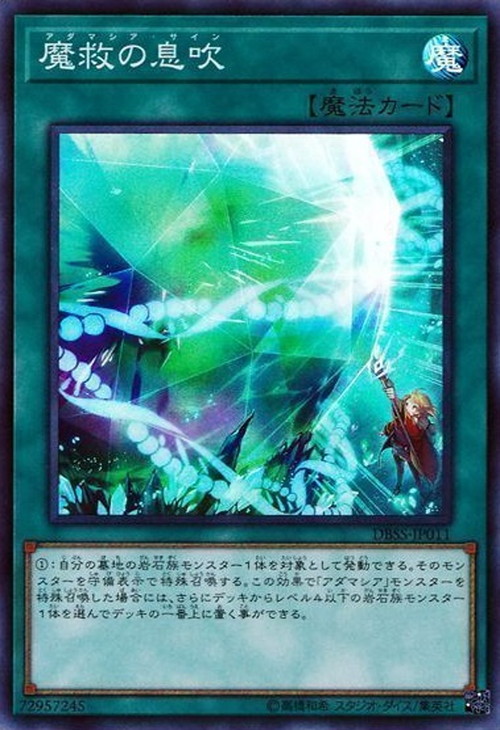 アダマシア・サイン
魔救の息吹
魔
【魔法カード】
DBSS-JP011
①：自分の墓地の岩石族モンスター１体を対象として発動できる。そのモン
スターを守備表示で特殊召喚する。この効果で「アダマシア」モンスターを
特殊召喚した場合には、さらにデッキからレベル４以下の岩石族モンスター
１体を選んでデッキの一番上に置く事ができる。
72957245
©高橋和希 スタジオ・ダイス/集英社